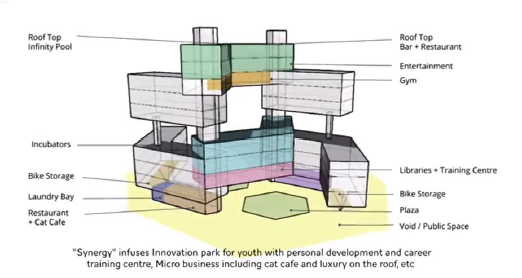 Roof Top
Infinity Pool
Incubators
Bike Storage
Laundry Bay
Restaurant
+ Cat Cafe
Roof Top
Bar + Restaurant
Entertainment
Gym
Libraries + Training Centre
Bike Storage
Plaza
Void / Public Space
"Synergy" infuses Innovation park for youth with personal development and career
training centre, Micro business including cat cafe and luxury on the roof, etc